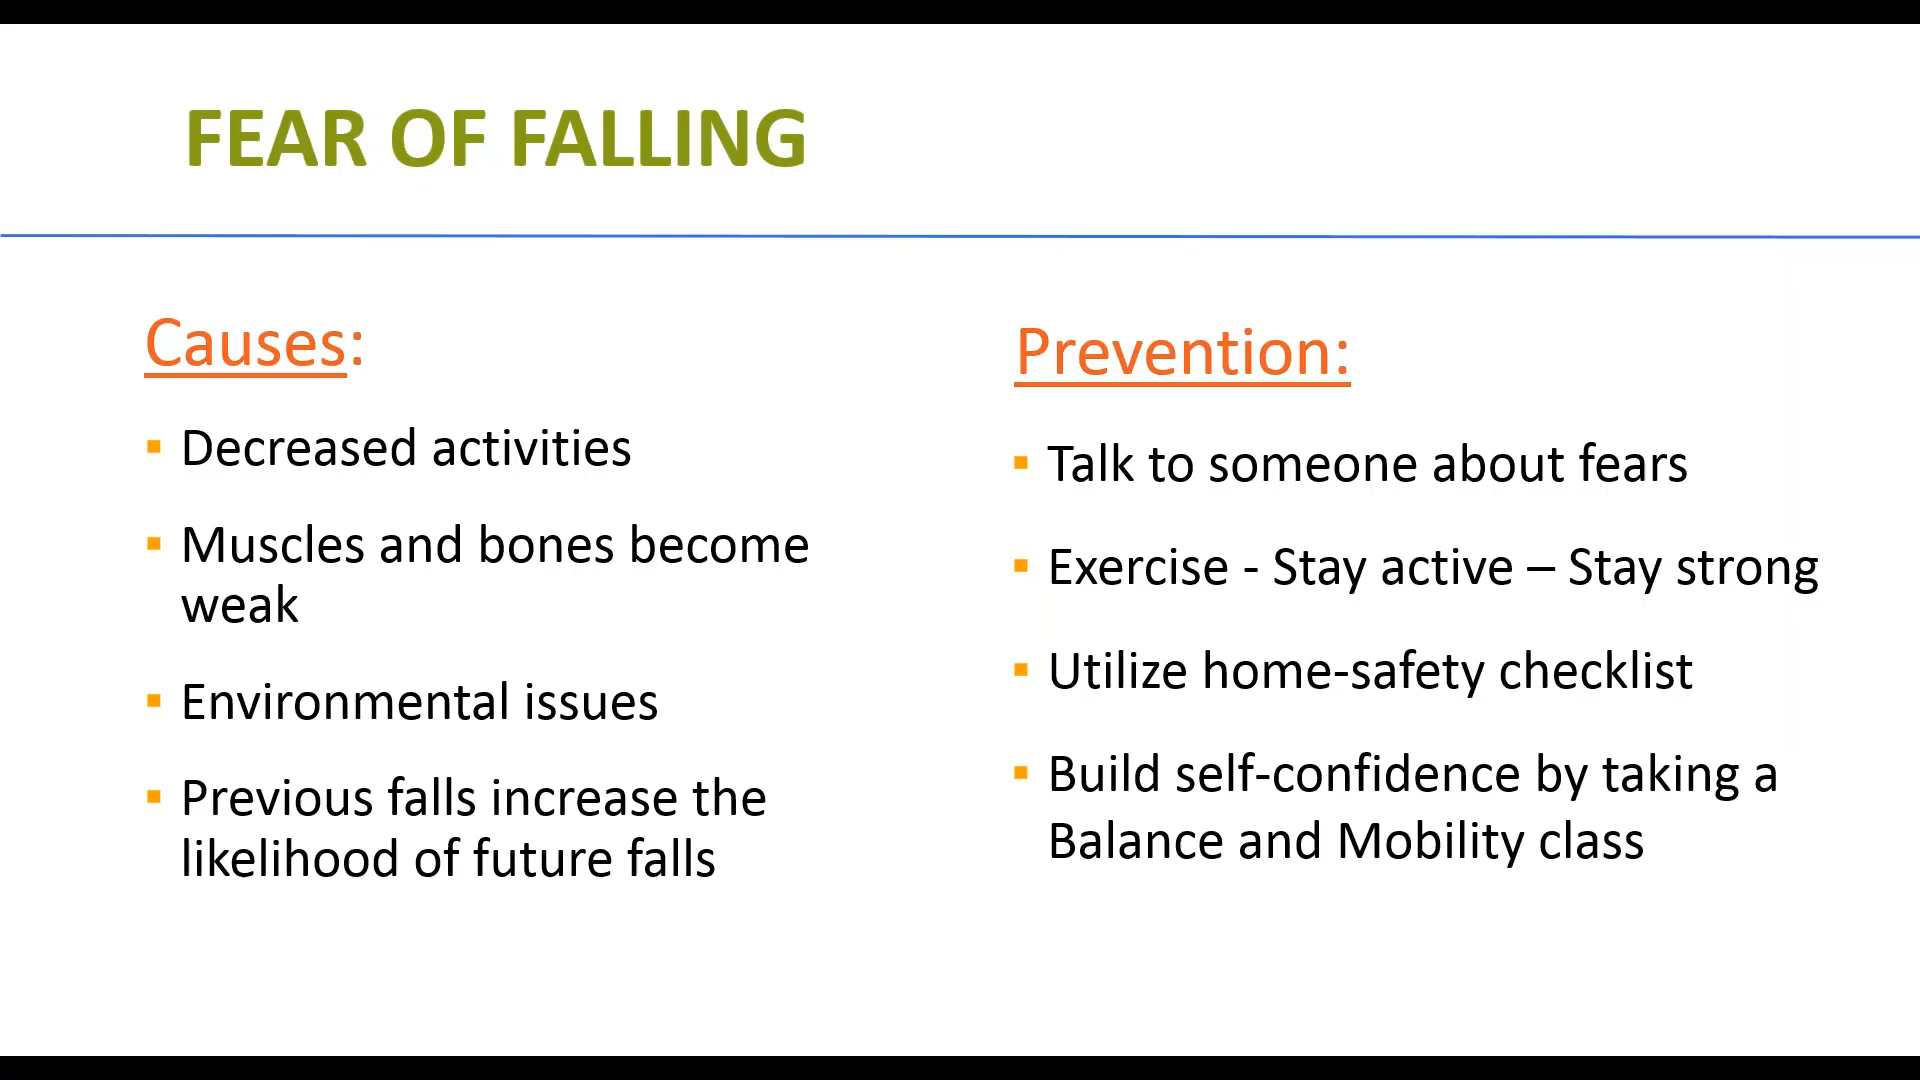 FEAR OF FALLING
Causes:
▪ Decreased activities
▪ Muscles and bones become
weak
▪ Environmental issues
▪ Previous falls increase the
likelihood of future falls
Prevention:
▪ Talk to someone about fears
▪ Exercise - Stay active – Stay strong
▪ Utilize home-safety checklist
▪ Build self-confidence by taking a
Balance and Mobility class